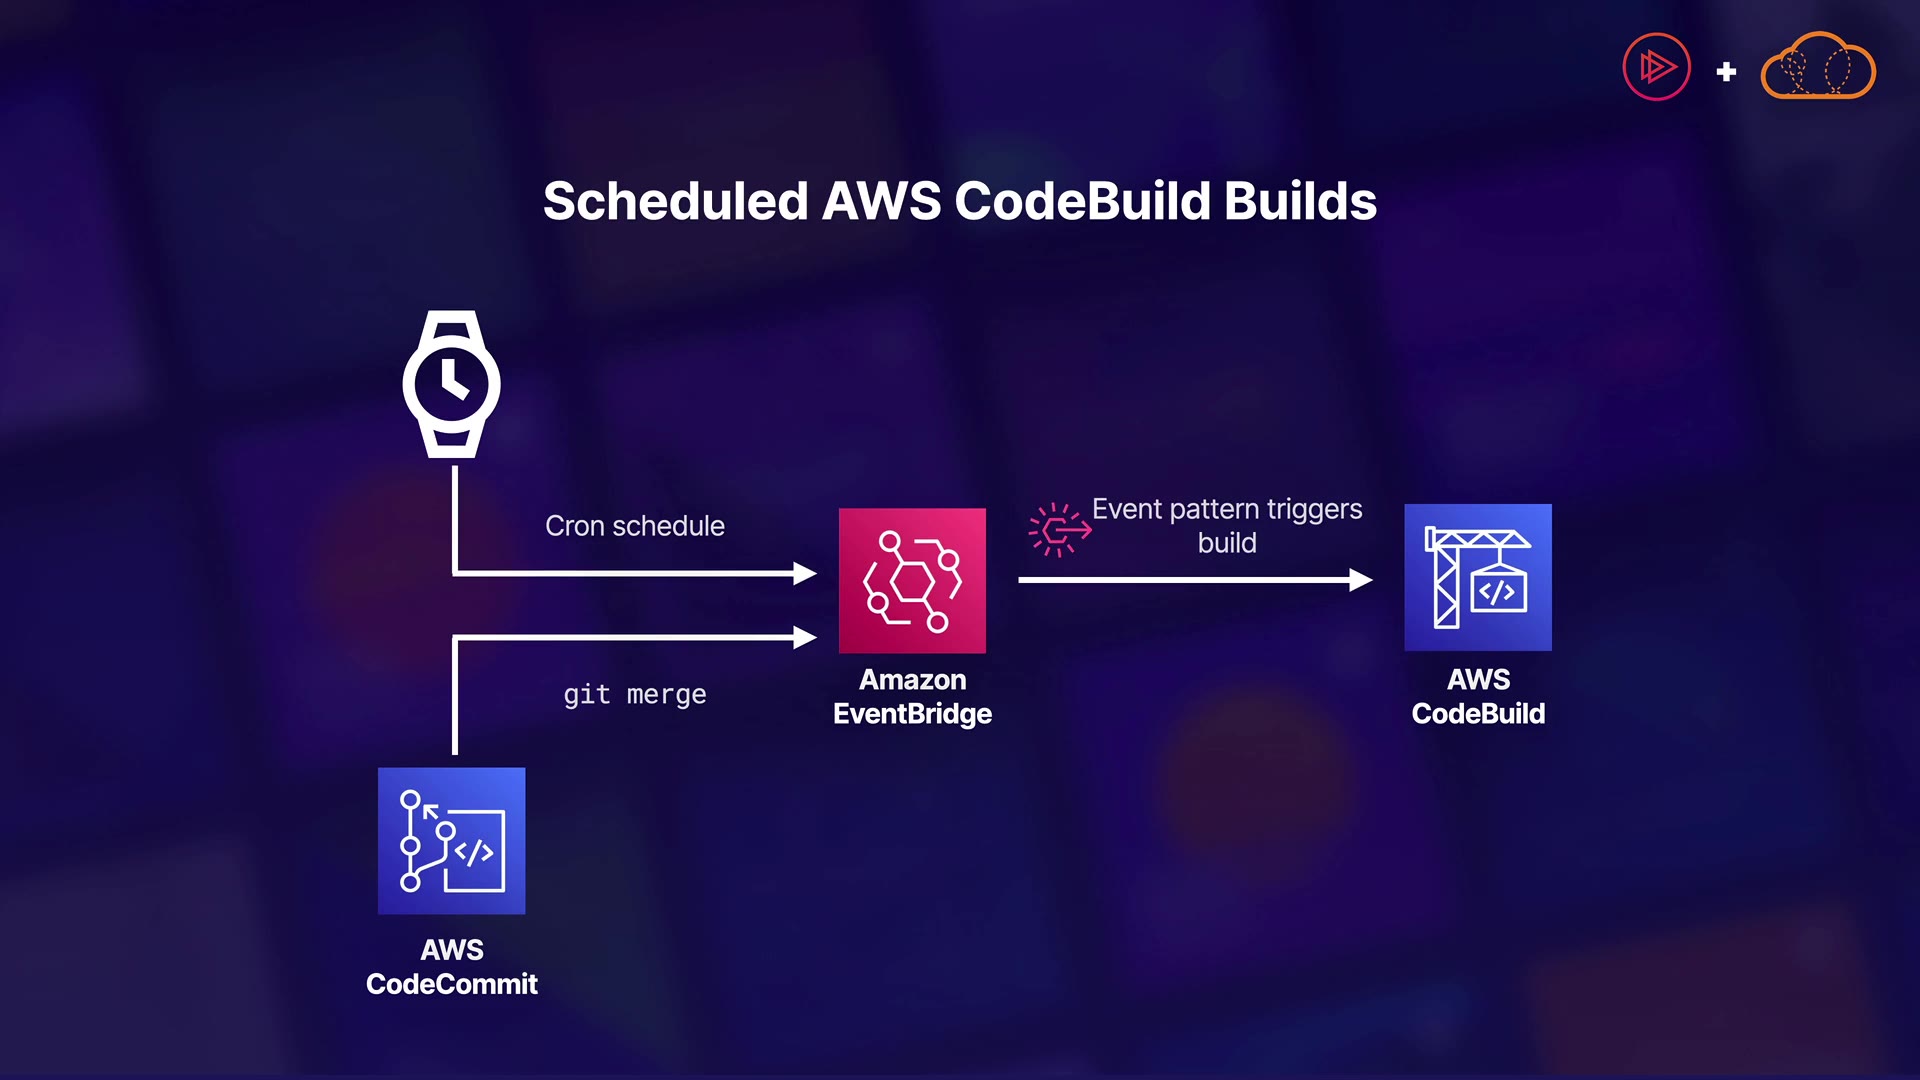 Scheduled AWS CodeBuild Builds
Cron schedule
Event pattern triggers
build
git merge
Amazon
EventBridge
AWS
CodeBuild
AWS
CodeCommit